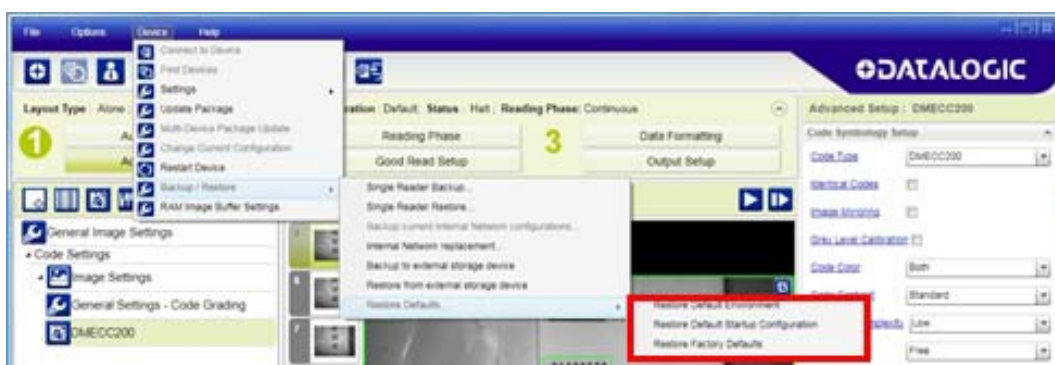 File Options Device Help
DATALOGIC
Connect to Device
Find Devices
Settings
Update Package
Multi-Device Package Update
Change Current Configuration
Restart Device
Backup / Restore
RAM Image Buffer Settings
Layout Type : Alone
Default, Status : Halt ; Reading Phase: Continuous
1
Reading Phase
Good Read Setup
3
Data Formatting
Output Setup
General Image Settings
Code Settings
Image Settings
General Settings - Code Grading
DMECC200
Single Reader Backup...
Single Reader Restore...
Backup current Internal Network configurations...
Internal Network replacement...
Backup to external storage device
Restore from external storage device
Restore Defaults
Restore Default Environment
Restore Default Startup Configuration
Restore Factory Defaults
6
7
Advanced Setup : DMECC200
Code Symbology Setup
Code Type DMECC200
Identical Codes
Image Mirroring
Grey Level Calibration
Code Color Both
Standard
Low
Free